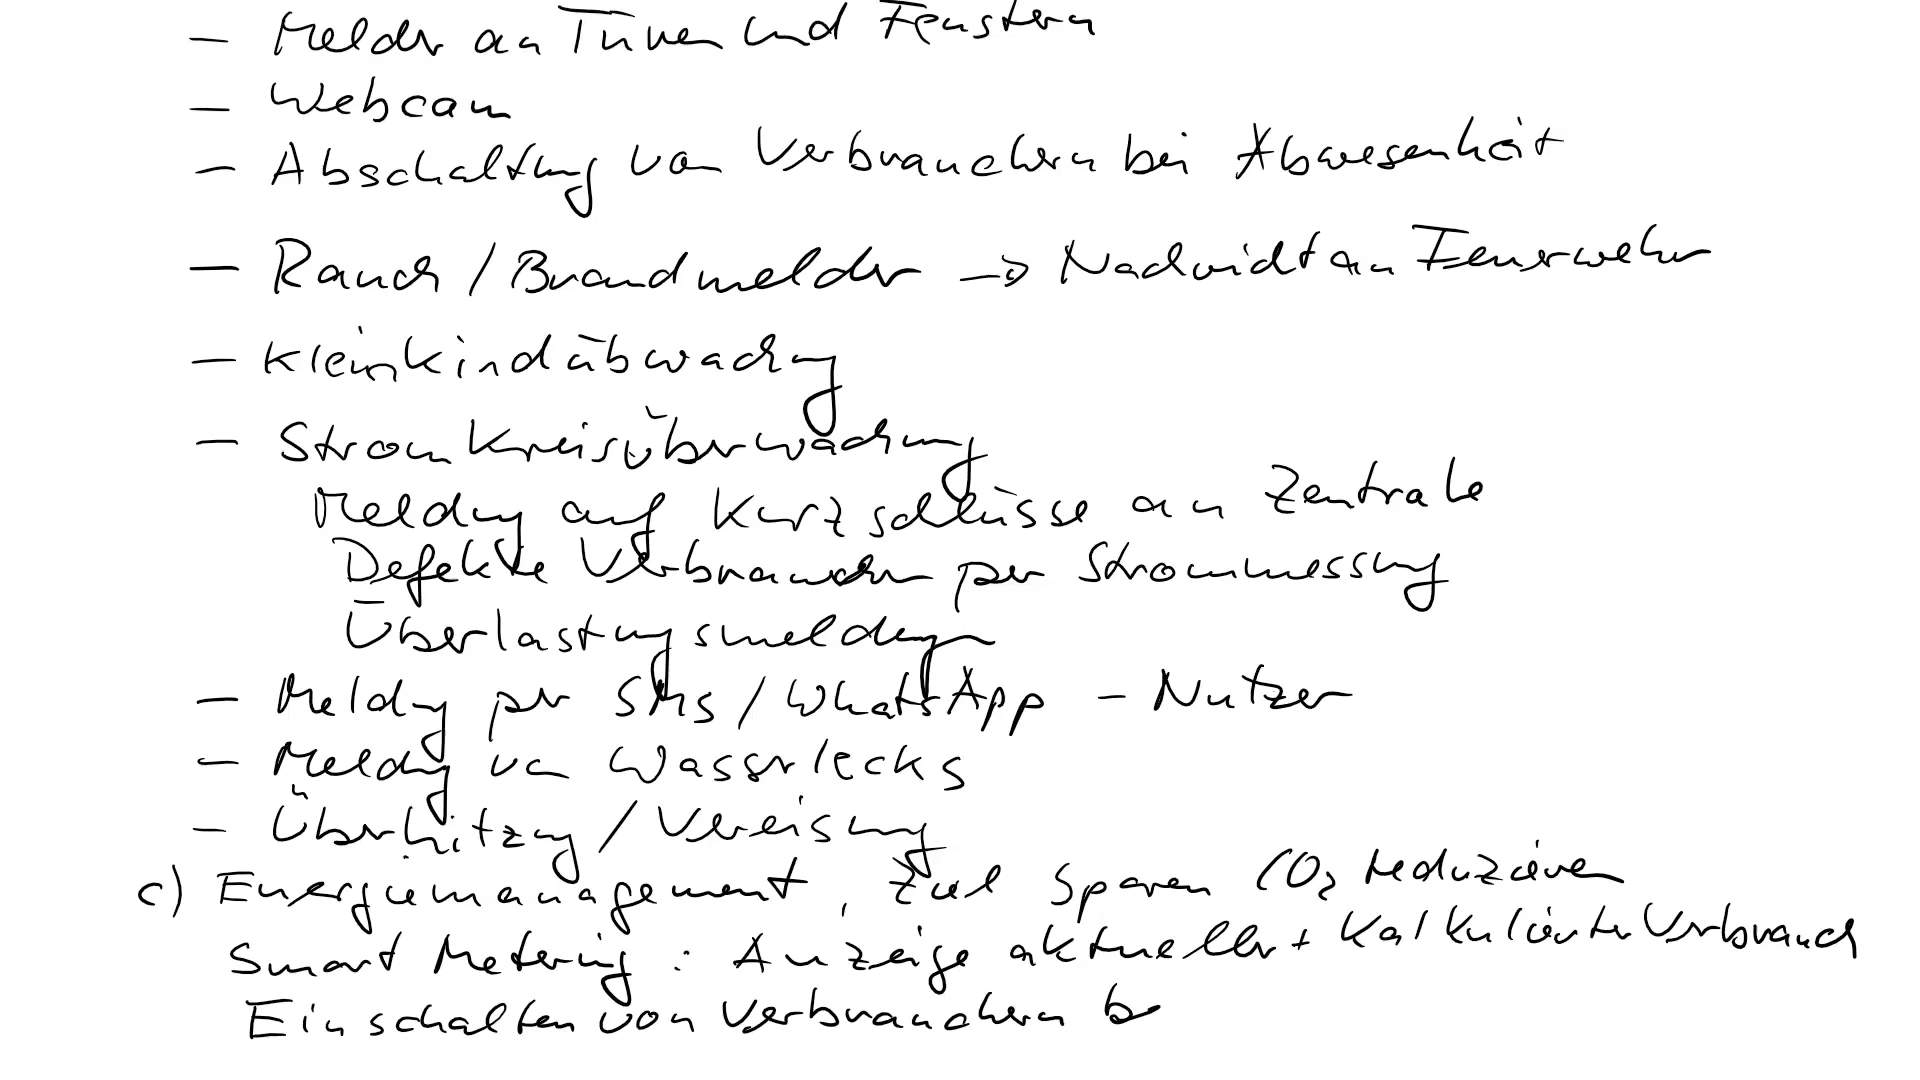 - Melder an Türen und Fenstern
- Webcam
- Abschaltung von Verbrauchern bei Abwesenheit
- Rauch / Brandmelder -> Nachricht an Feuerwehr
- Kleinkindübwachung
- Stromkreisüberwachung
Meldung auf Kurzschlüsse an Zentrale
Defekte Verbraucher per Strommessung
Überlastungsmeldungen
- Meldung per SMS / WhatsApp - Nutzer
- Meldung von Wasserlecks
- Überhitzung / Vereisung
c) Energiemanagement, Ziel Sparen CO₂ reduzieren
Smart Metering : Anzeige aktueller + Kalkulierter Verbrauch
Einschalten von Verbrauchern b